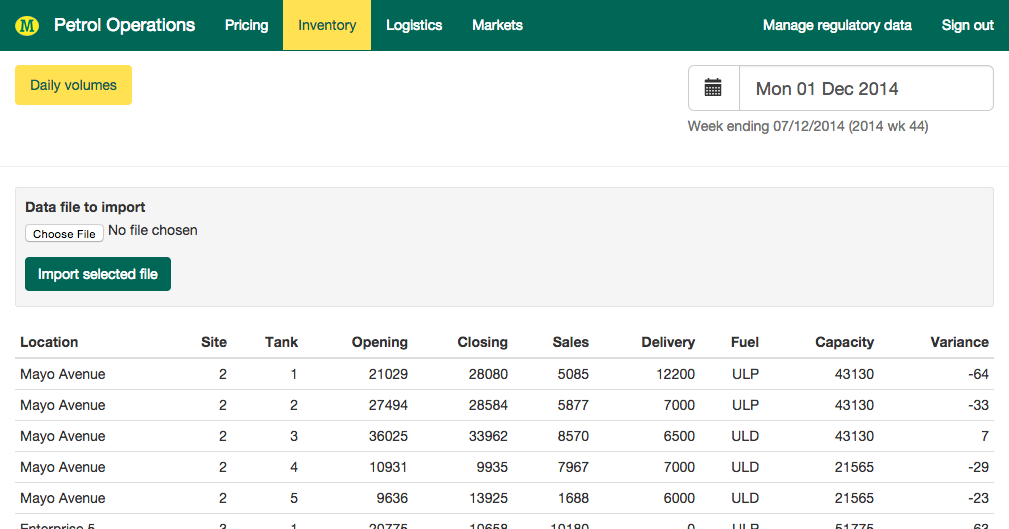 M Petrol Operations Pricing Inventory Logistics Markets Manage regulatory data Sign out
Daily volumes
Mon 01 Dec 2014
Week ending 07/12/2014 (2014 wk 44)
Data file to import
Choose File No file chosen
Import selected file
Location Site Tank Opening Closing Sales Delivery Fuel Capacity Variance
Mayo Avenue 2 1 21029 28080 5085 12200 ULP 43130 -64
Mayo Avenue 2 2 27494 28584 5877 7000 ULP 43130 -33
Mayo Avenue 2 3 36025 33962 8570 6500 ULD 43130 7
Mayo Avenue 2 4 10931 9935 7967 7000 ULD 21565 -29
Mayo Avenue 2 5 9636 13925 1688 6000 ULD 21565 -23
Enterprise 5 3 1 20775 10658 10180 0 ULP 51775 63